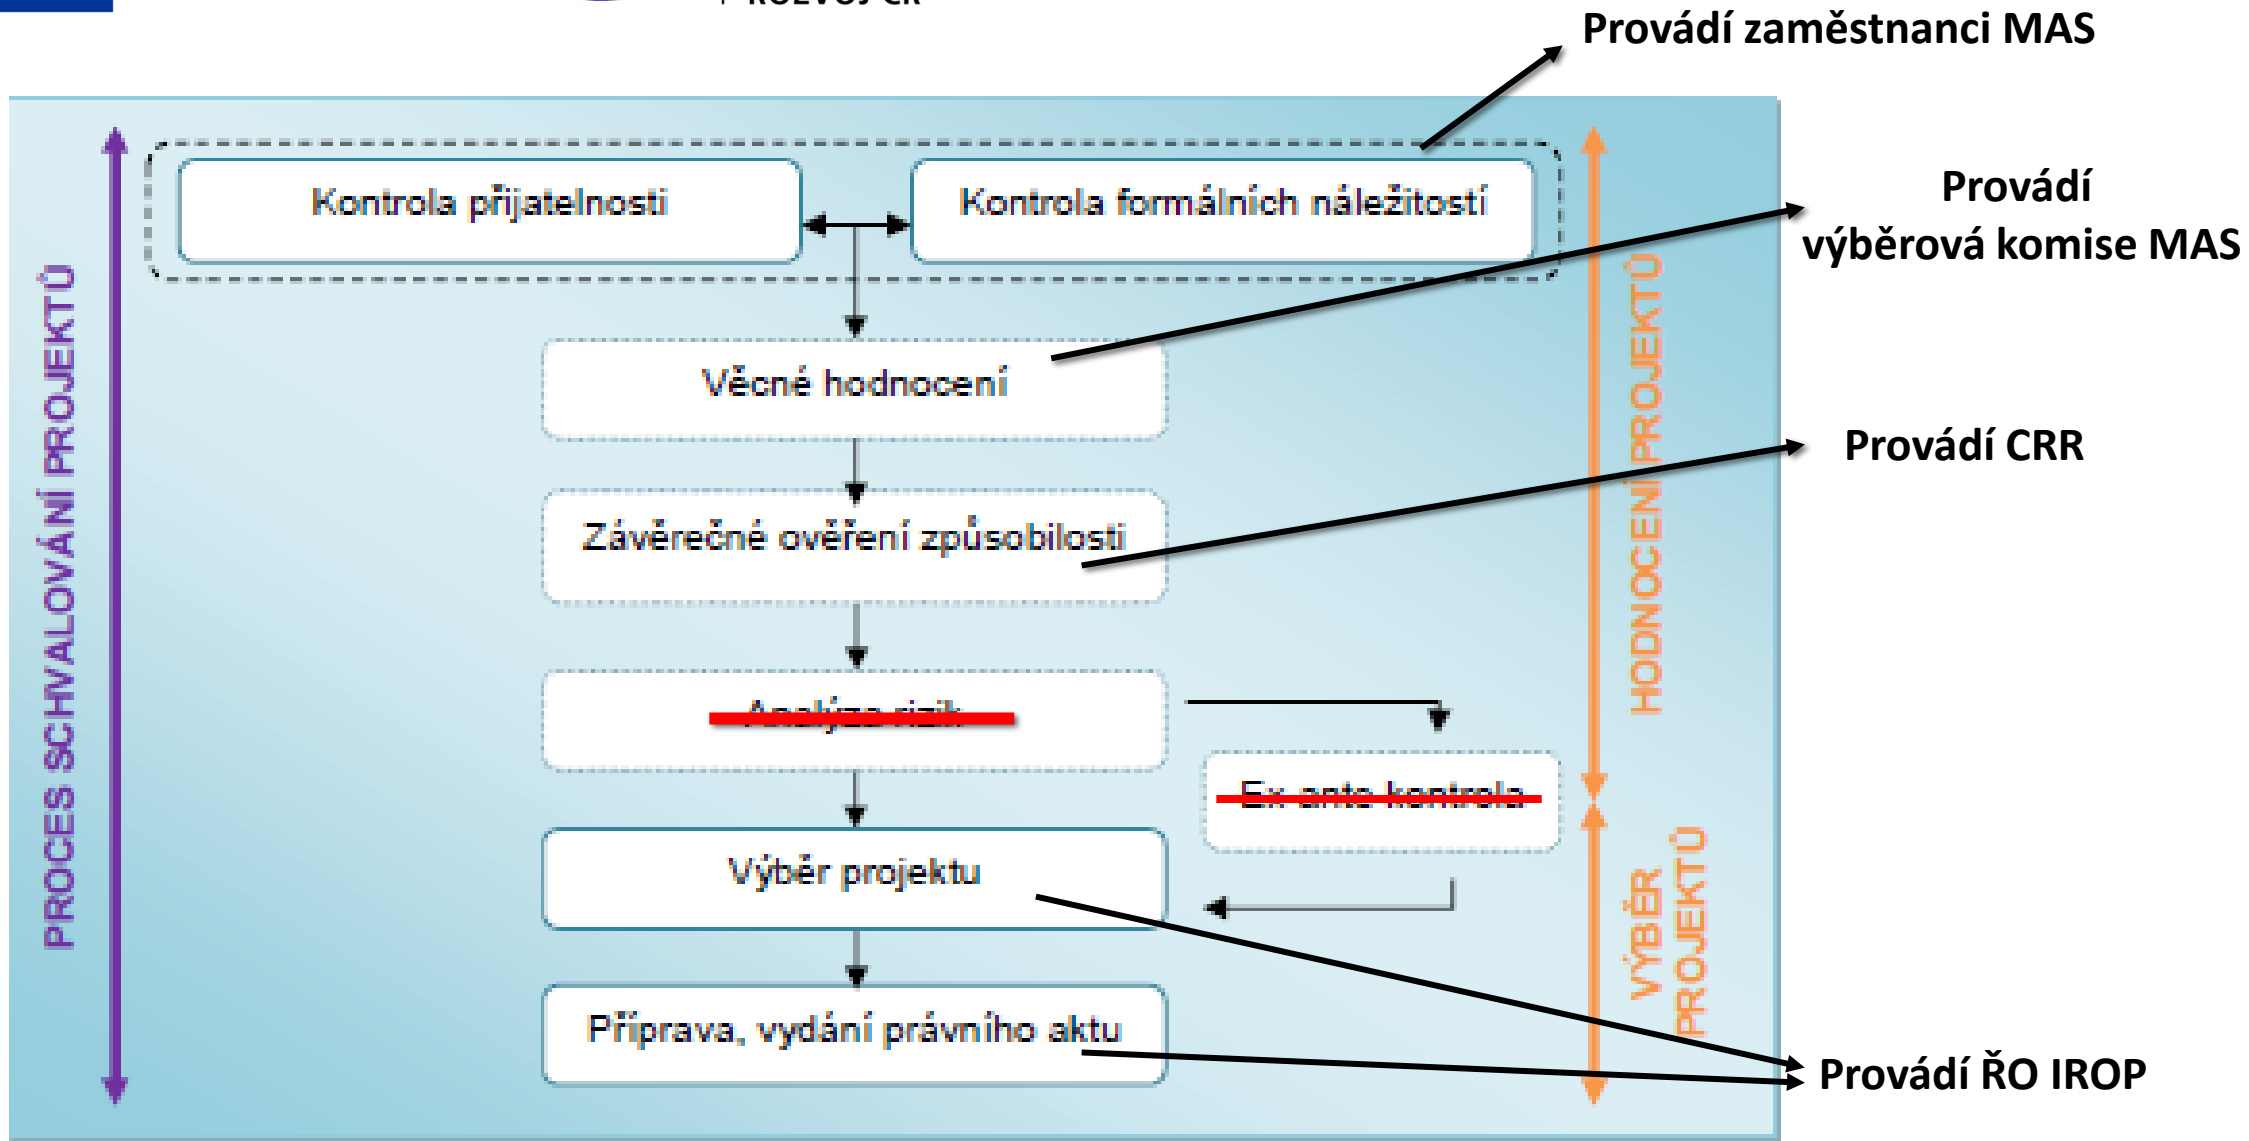 ROZVOJ ČR
Provádí zaměstnanci MAS
Kontrola přijatelnosti
Kontrola formálních náležitostí
Provádí
výběrová komise MAS
Věcné hodnocení
Provádí CRR
Závěrečné ověření způsobilosti
Analýza rizik
Ex-ante kontrola
Výběr projektu
Příprava, vydání právního aktu
Provádí ŘO IROP
PROCES SCHVALOVÁNÍ PROJEKTŮ
HODNOCENÍ PROJEKTŮ
VÝBĚR
PROJEKTŮ